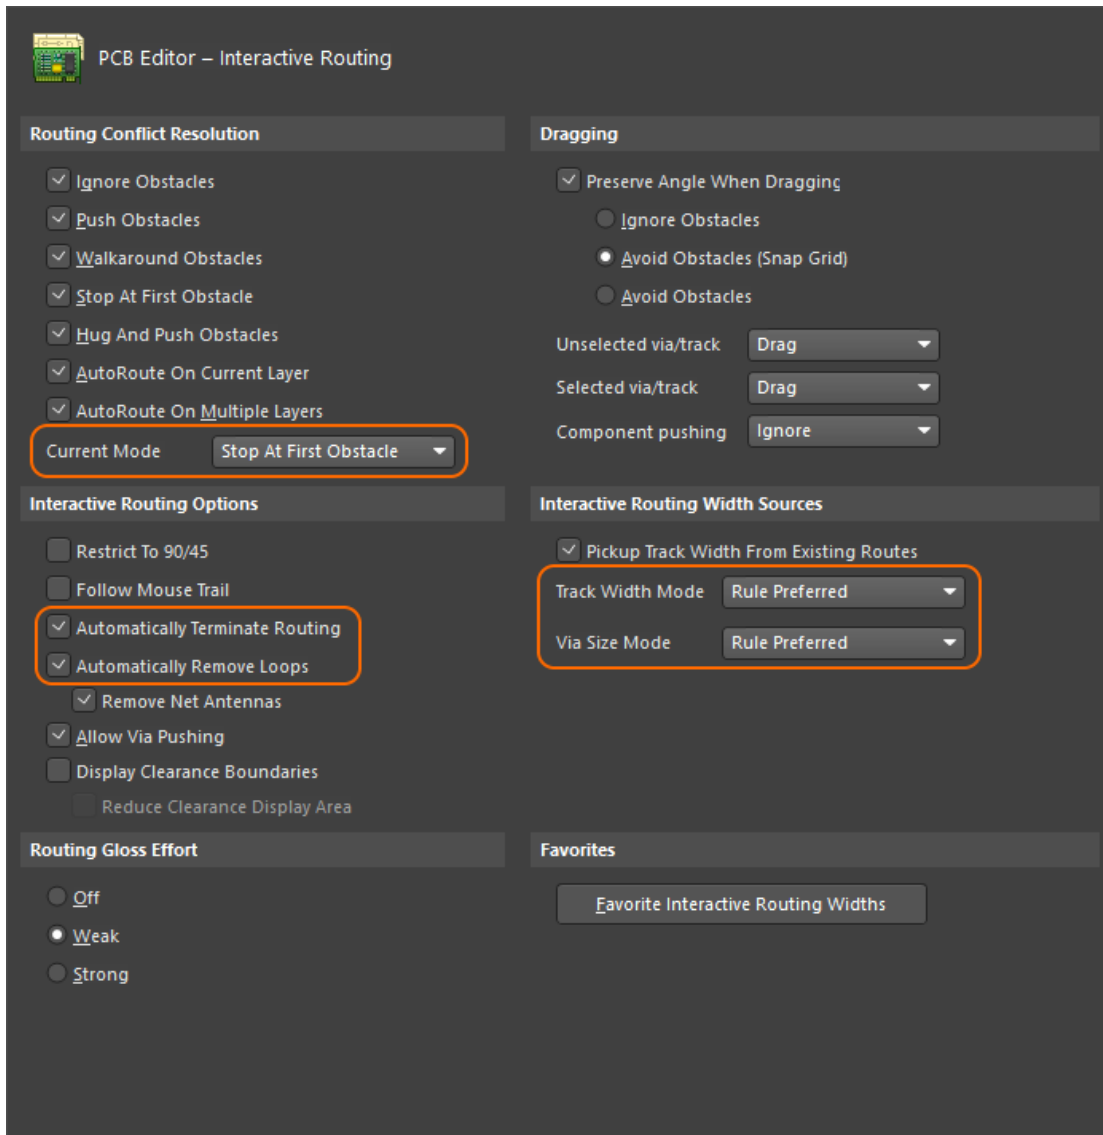 PCB Editor – Interactive Routing
Routing Conflict Resolution
Ignore Obstacles
Push Obstacles
Walkaround Obstacles
Stop At First Obstacle
Hug And Push Obstacles
AutoRoute On Current Layer
AutoRoute On Multiple Layers
Current Mode Stop At First Obstacle
Dragging
Preserve Angle When Dragging
Ignore Obstacles
Avoid Obstacles (Snap Grid)
Avoid Obstacles
Unselected via/track Drag
Selected via/track Drag
Component pushing Ignore
Interactive Routing Options
Restrict To 90/45
Follow Mouse Trail
Automatically Terminate Routing
Automatically Remove Loops
Remove Net Antennas
Allow Via Pushing
Display Clearance Boundaries
Reduce Clearance Display Area
Interactive Routing Width Sources
Pickup Track Width From Existing Routes
Track Width Mode Rule Preferred
Via Size Mode Rule Preferred
Routing Gloss Effort
Off
Weak
Strong
Favorites
Favorite Interactive Routing Widths